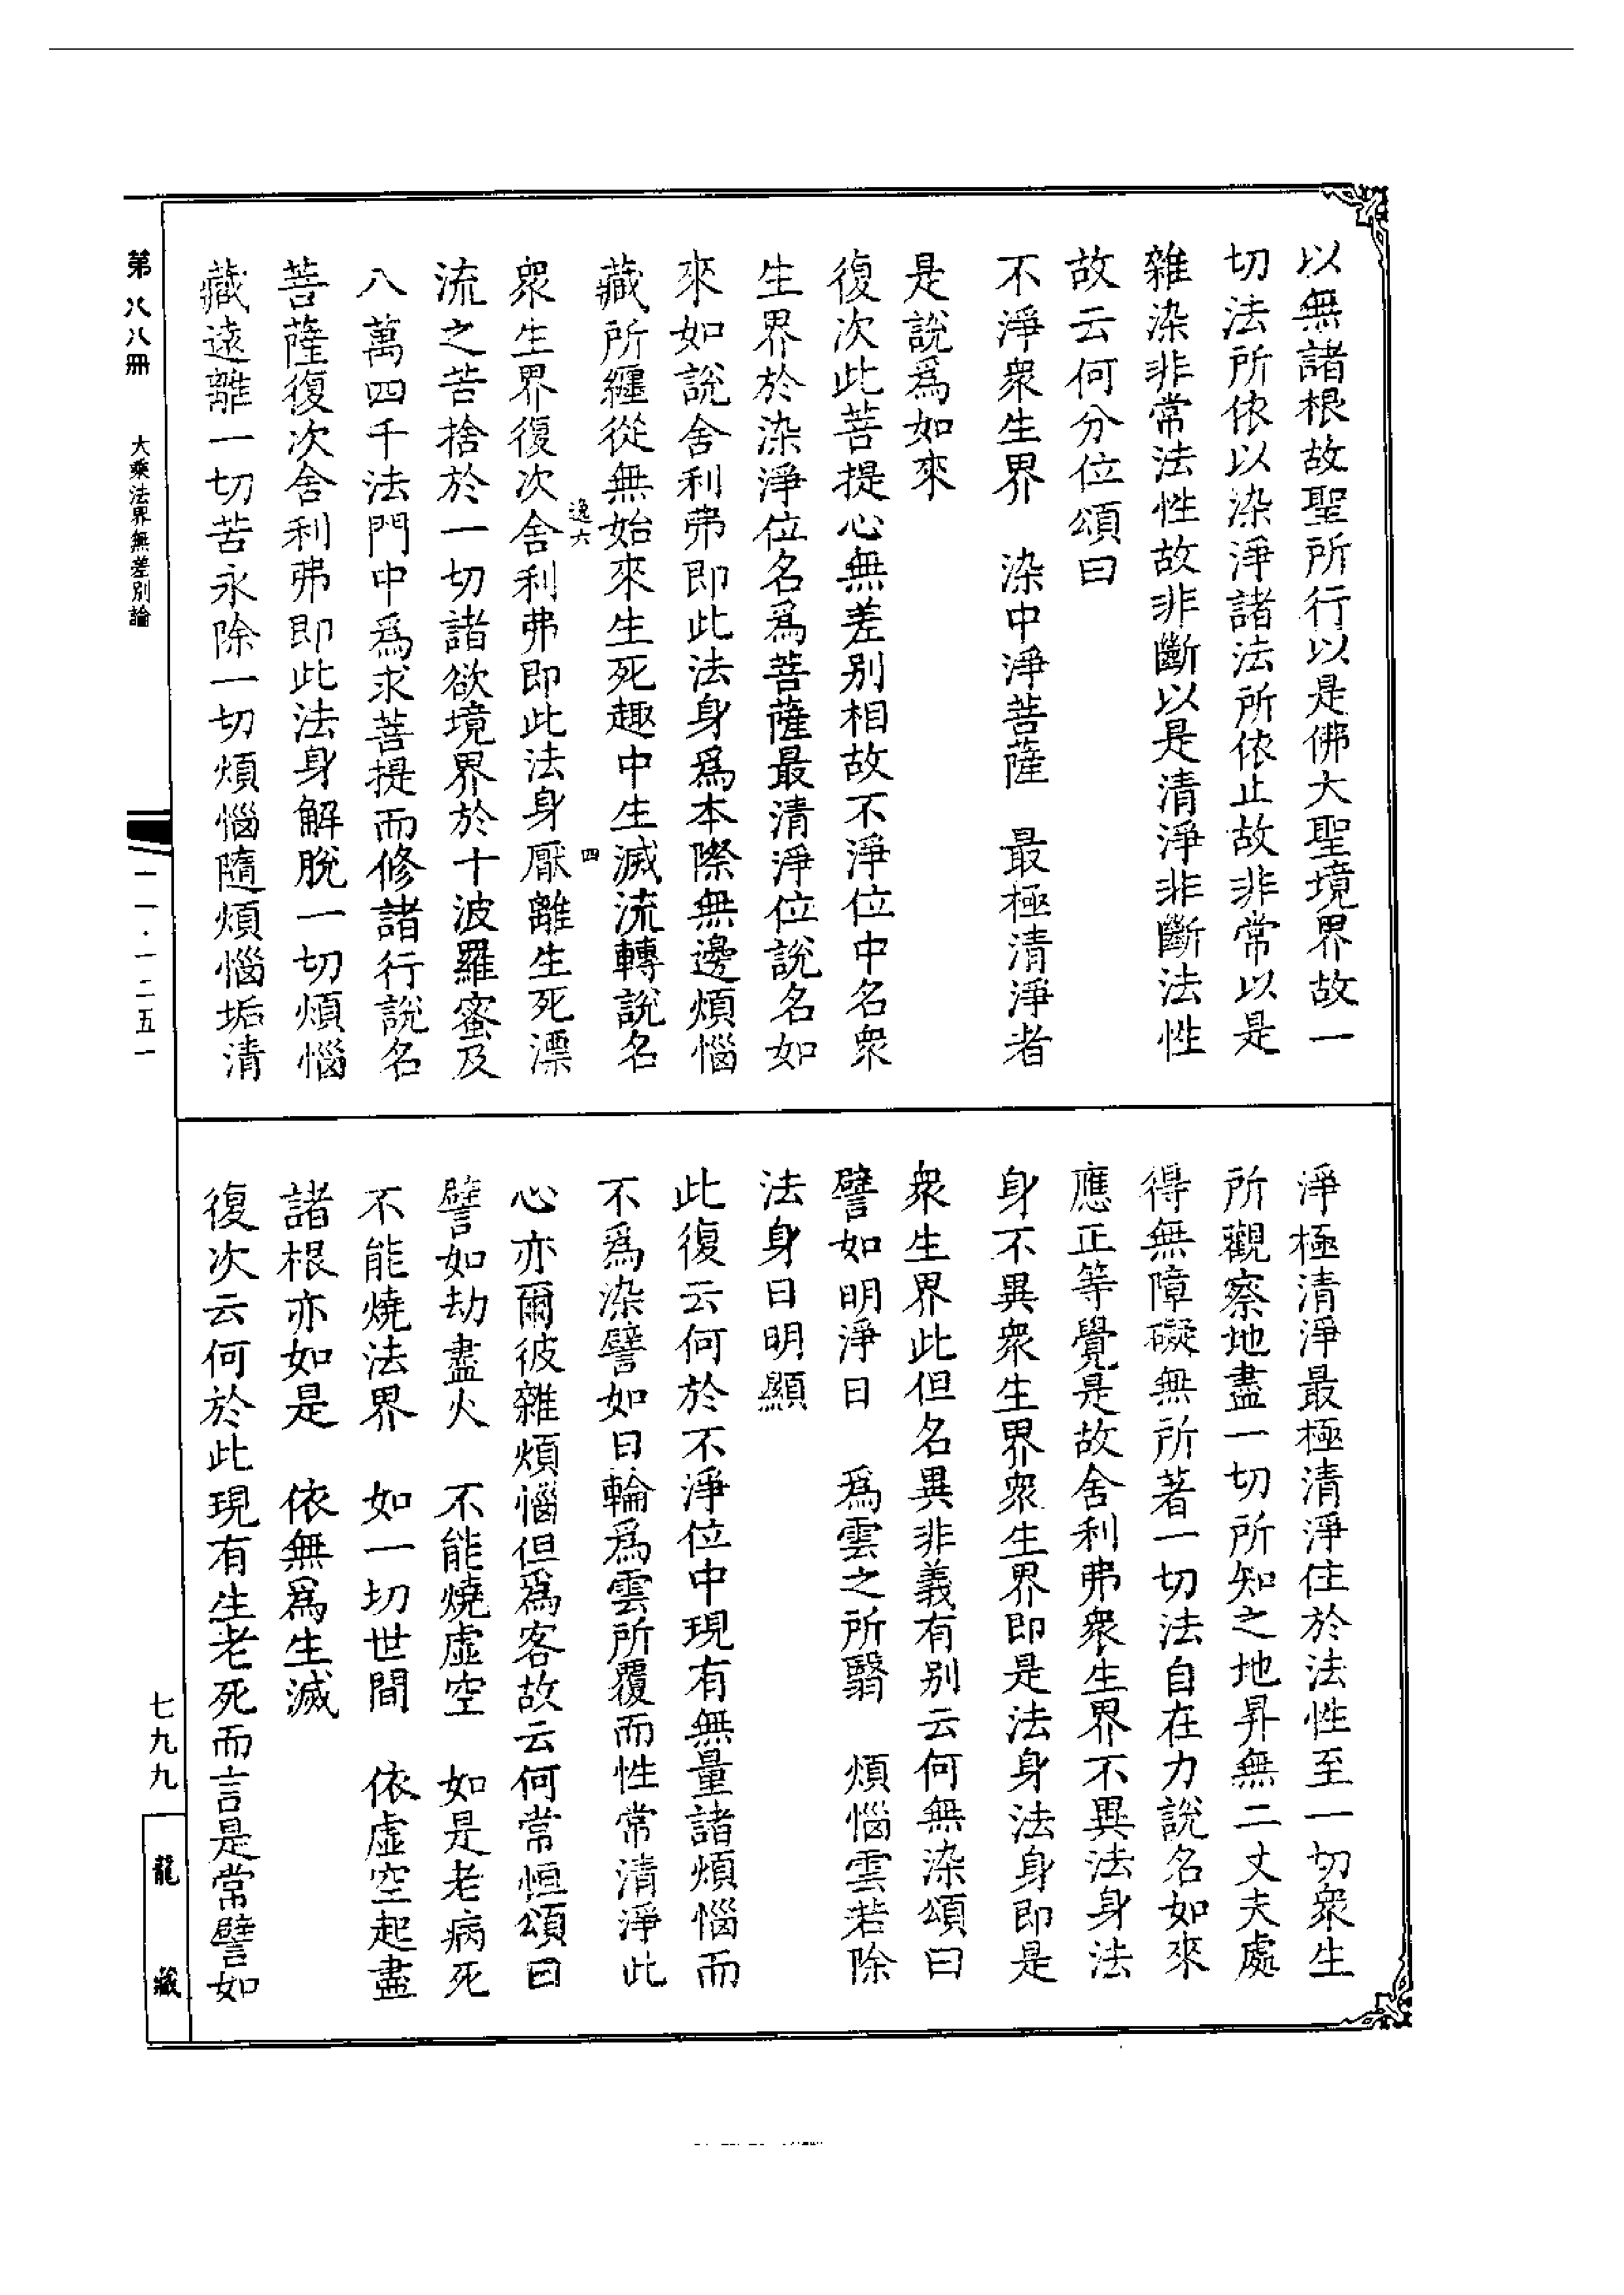 以無諸根故聖所行以是佛大聖境界故一
切法所依以染淨諸法所依止故非常以是
雜染非常法性故非斷以是清淨非斷法性
故云何分位頌曰
不淨衆生界　染中淨菩薩　最極清淨者
是說爲如來
復次此菩提心無差别相故不淨位中名衆
生界於染淨位名爲菩薩最清淨位說名如
來如說舍利弗即此法身爲本際無邊煩惱
藏所纏從無始來生死趣中生滅流轉說名
逸六　四
衆生界復次舍利弗即此法身厭離生死漂
流之苦捨於一切諸欲境界於十波羅蜜及
八萬四千法門中爲求菩提而修諸行說名
菩薩復次舍利弗即此法身解脫一切煩惱
藏遠離一切苦永除一切煩惱隨煩惱垢清
淨極清淨最極清淨住於法性至一切衆生
所觀察地盡一切所知之地昇無二丈夫處
得無障礙無所著一切法自在力說名如來
應正等覺是故舍利弗衆生界不異法身法
身不異衆生界衆生界即是法身法身即是
衆生界此但名異非義有别云何無染頌曰
譬如明淨日　爲雲之所翳　煩惱雲若除
法身日明顯
此復云何於不淨位中現有無量諸煩惱而
不爲染譬如日輪爲雲所覆而性常清淨此
心亦爾彼雜煩惱但爲客故云何常恒頌曰
譬如劫盡火　不能燒虛空　如是老病死
不能燒法界　如一切世間　依虛空起盡
諸根亦如是　依無爲生滅
復次云何於此現有生老死而言是常譬如
第八八冊　大乘法界無差別論　一一·一二五一
七九九
龍藏